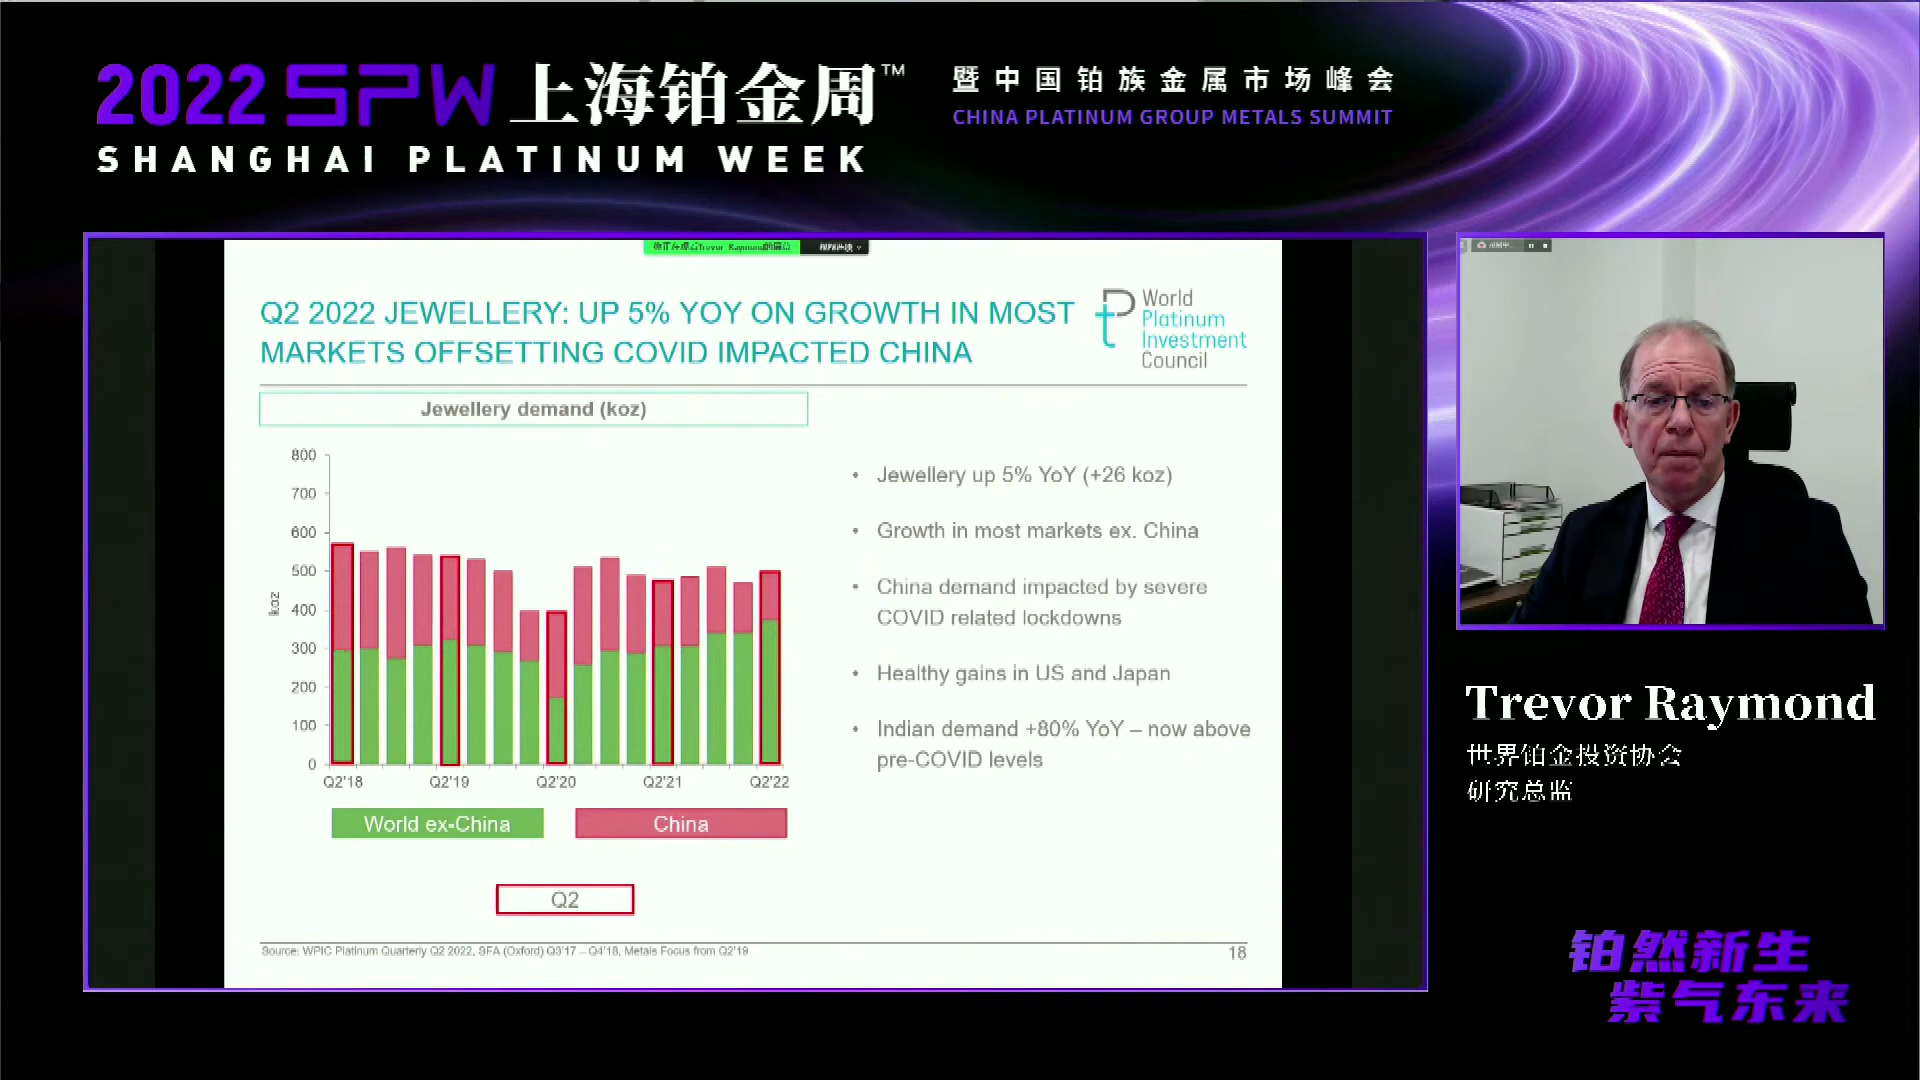 2022 SPW 上海铂金周™
SHANGHAI PLATINUM WEEK
暨中国铂族金属市场峰会
CHINA PLATINUM GROUP METALS SUMMIT
Q2 2022 JEWELLERY: UP 5% YOY ON GROWTH IN MOST
MARKETS OFFSETTING COVID IMPACTED CHINA
World
Platinum
Investment
Council
Jewellery demand (koz)
800
700
600
500
400
300
200
100
0
koz
Q2'18
Q2'19
Q2'20
Q2'21
Q2'22
World ex-China
China
Q2
• Jewellery up 5% YoY (+26 koz)
• Growth in most markets ex. China
• China demand impacted by severe
COVID related lockdowns
• Healthy gains in US and Japan
• Indian demand +80% YoY – now above
pre-COVID levels
Source: WPIC Platinum Quarterly Q2 2022, SFA (Oxford) Q3'17 – Q4'18, Metals Focus from Q2'19
18
Trevor Raymond
世界铂金投资协会
研究总监
铂然新生
紫气东来